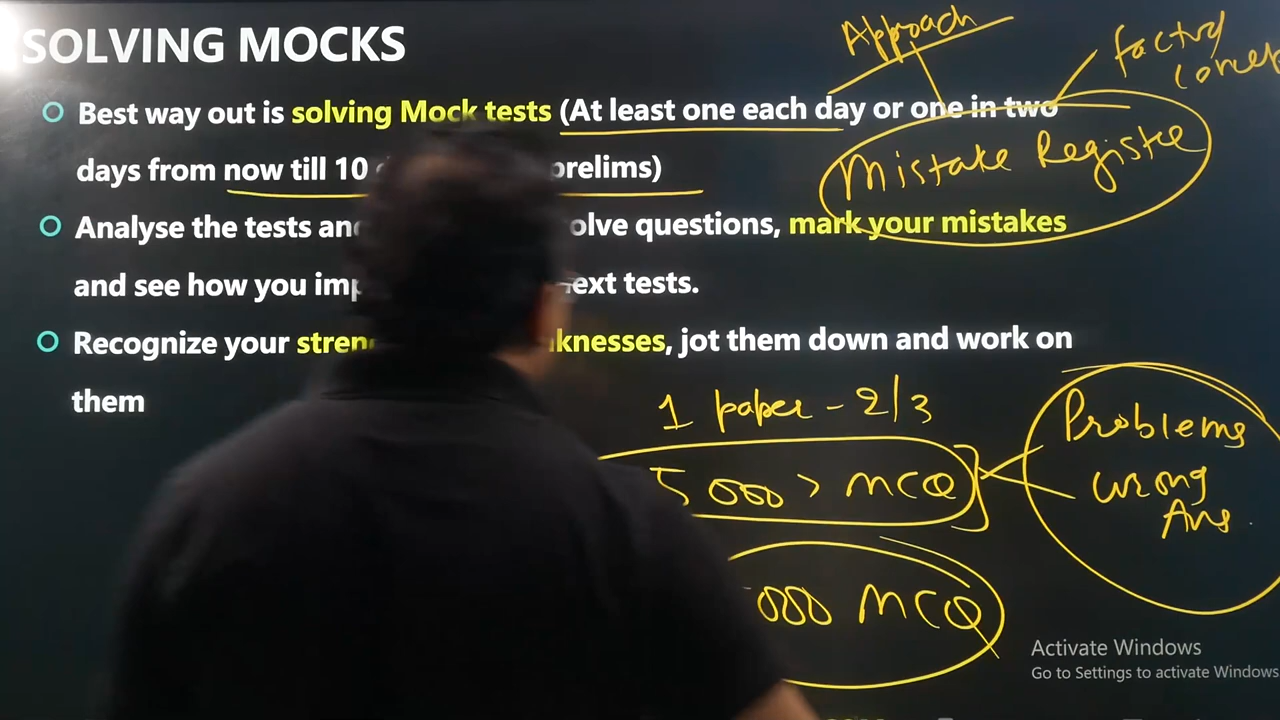 SOLVING MOCKS
Approach
factual
concep
Best way out is solving Mock tests (At least one each day or one in two
days from now till 10 prelims)
Mistake Register
Analyse the tests and olve questions, mark your mistakes
and see how you imp ext tests.
Recognize your stren knesses, jot them down and work on
them
1 paper - 2/3
5000 > MCQ
Problems
wrong
Ans
000 MCQ
Activate Windows
Go to Settings to activate Windows